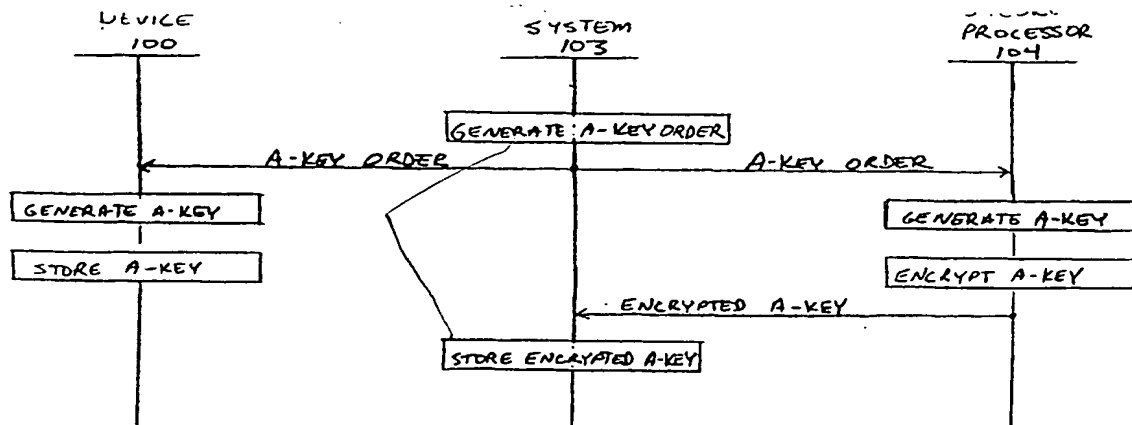 DEVICE
100
SYSTEM
103
PROCESSOR
104
GENERATE A-KEY ORDER
A-KEY ORDER
A-KEY ORDER
GENERATE A-KEY
GENERATE A-KEY
STORE A-KEY
ENCRYPT A-KEY
ENCRYPTED A-KEY
STORE ENCRYPTED A-KEY